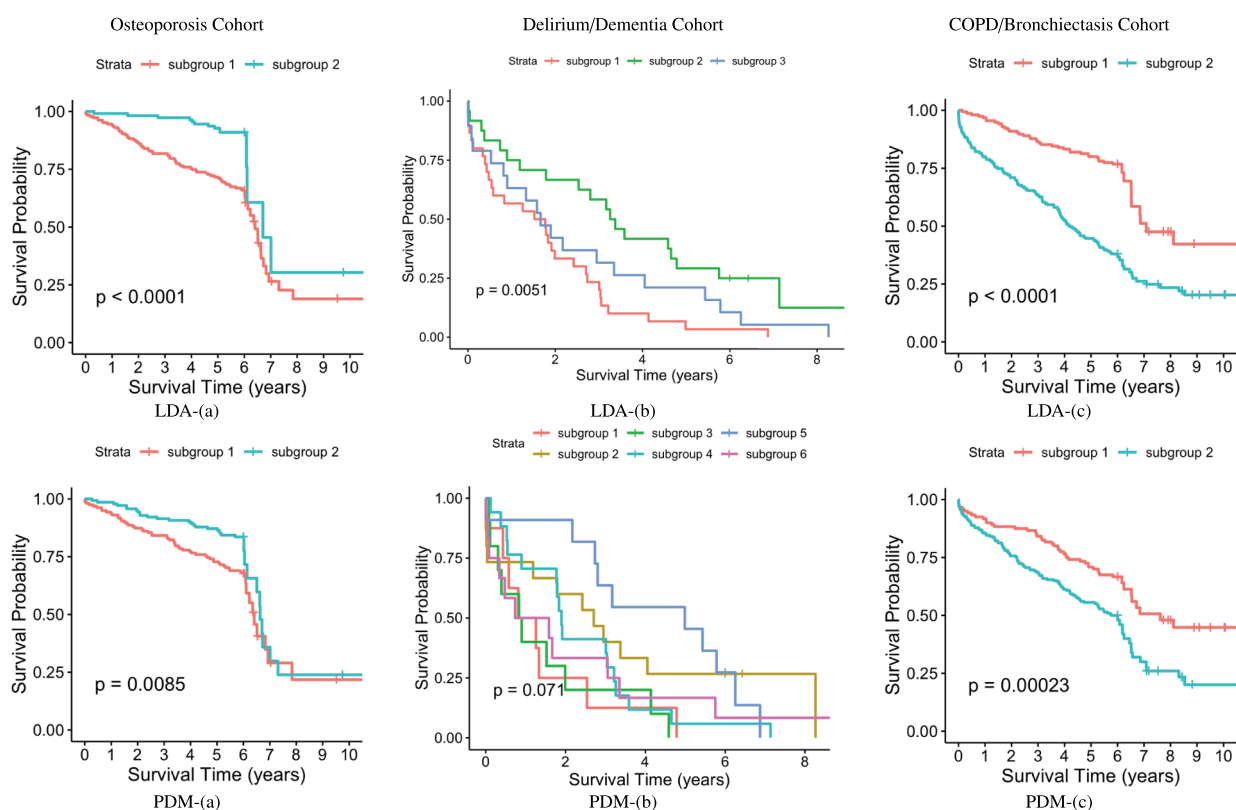 Osteoporosis Cohort
Delirium/Dementia Cohort
COPD/Bronchiectasis Cohort
Strata subgroup 1 subgroup 2
Survival Probability
1.00
0.75
0.50
0.25
0.00
p < 0.0001
0 1 2 3 4 5 6 7 8 9 10
Survival Time (years)
LDA-(a)
Strata subgroup 1 subgroup 2 subgroup 3
Survival Probability
1.00
0.75
0.50
0.25
0.00
p = 0.0051
0 2 4 6 8
Survival Time (years)
LDA-(b)
Strata subgroup 1 subgroup 2
Survival Probability
1.00
0.75
0.50
0.25
0.00
p < 0.0001
0 1 2 3 4 5 6 7 8 9 10
Survival Time (years)
LDA-(c)
Strata subgroup 1 subgroup 2
Survival Probability
1.00
0.75
0.50
0.25
0.00
p = 0.0085
0 1 2 3 4 5 6 7 8 9 10
Survival Time (years)
PDM-(a)
Strata
subgroup 1 subgroup 3 subgroup 5
subgroup 2 subgroup 4 subgroup 6
Survival Probability
1.00
0.75
0.50
0.25
0.00
p = 0.071
0 2 4 6 8
Survival Time (years)
PDM-(b)
Strata subgroup 1 subgroup 2
Survival Probability
1.00
0.75
0.50
0.25
0.00
p = 0.00023
0 1 2 3 4 5 6 7 8 9 10
Survival Time (years)
PDM-(c)